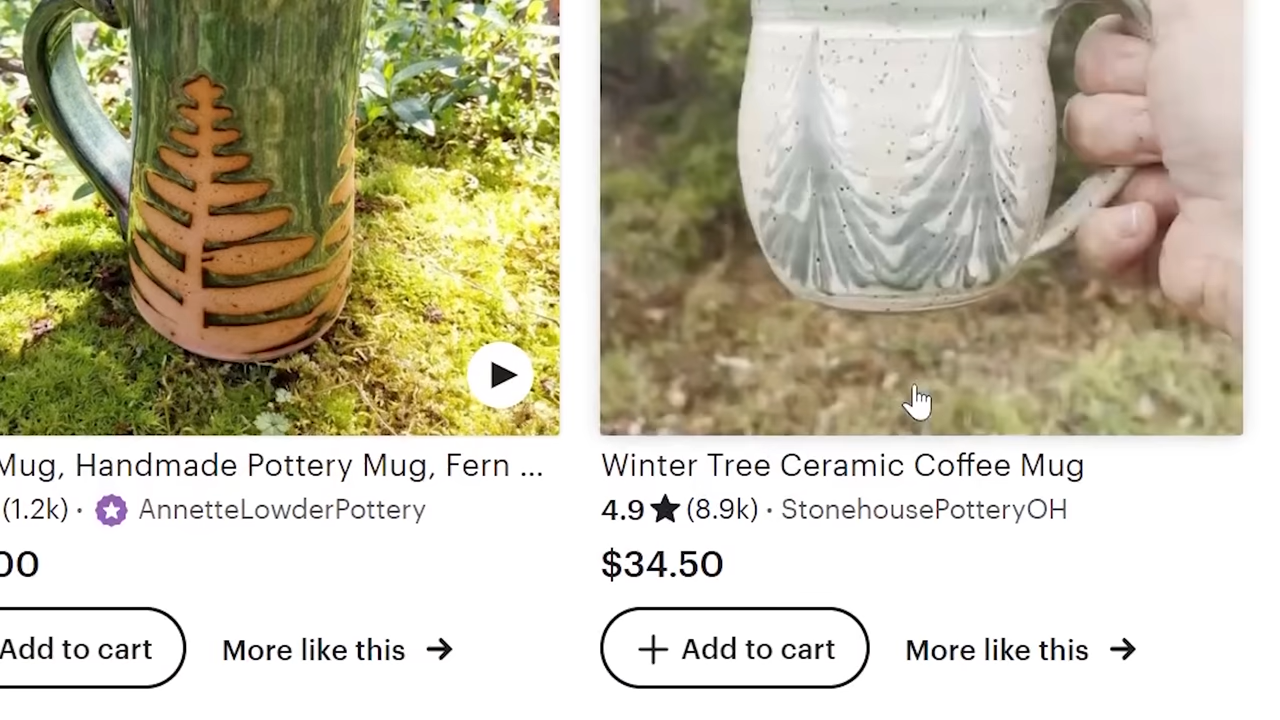 Mug, Handmade Pottery Mug, Fern ...
(1.2k) · AnnetteLowderPottery
00
Add to cart
More like this →
Winter Tree Ceramic Coffee Mug
4.9 ★ (8.9k) · StonehousePotteryOH
$34.50
+ Add to cart
More like this →